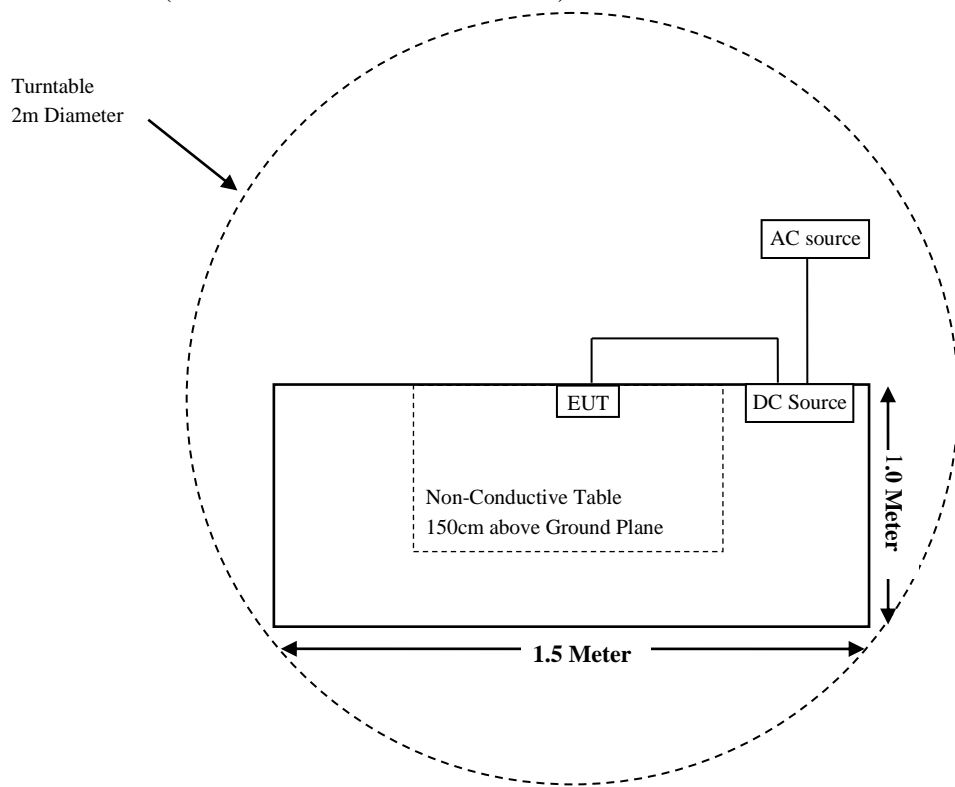 Turntable
2m Diameter
AC source
EUT
DC Source
Non-Conductive Table
150cm above Ground Plane
1.0 Meter
1.5 Meter